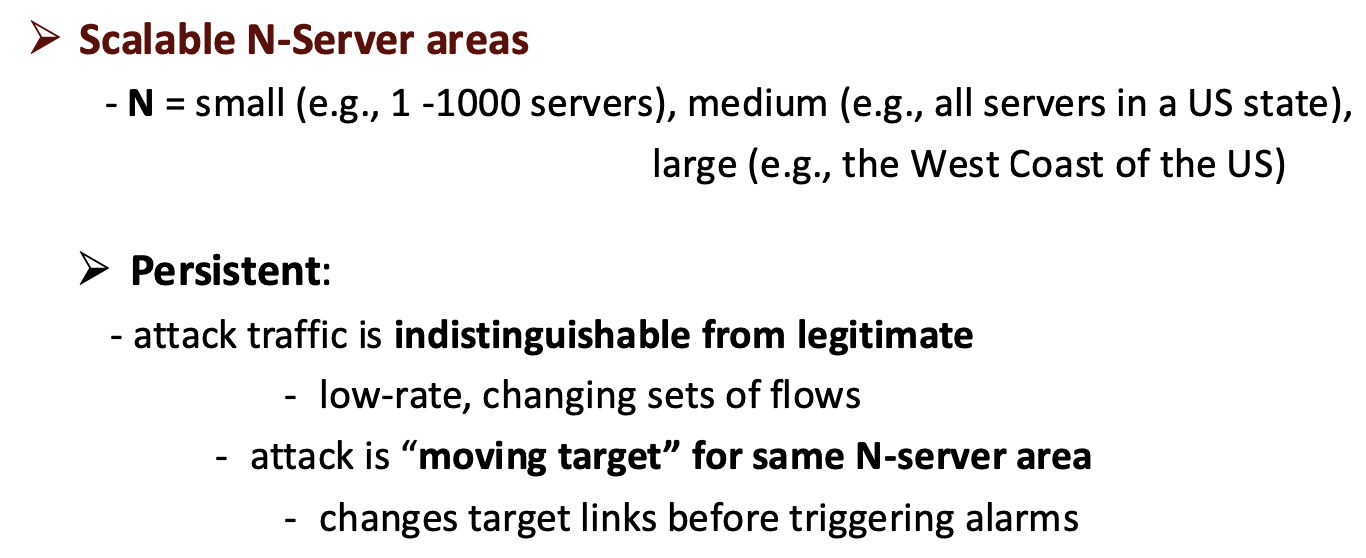 ➢ Scalable N-Server areas
- N = small (e.g., 1 -1000 servers), medium (e.g., all servers in a US state),
large (e.g., the West Coast of the US)
➢ Persistent:
- attack traffic is indistinguishable from legitimate
- low-rate, changing sets of flows
- attack is “moving target” for same N-server area
- changes target links before triggering alarms